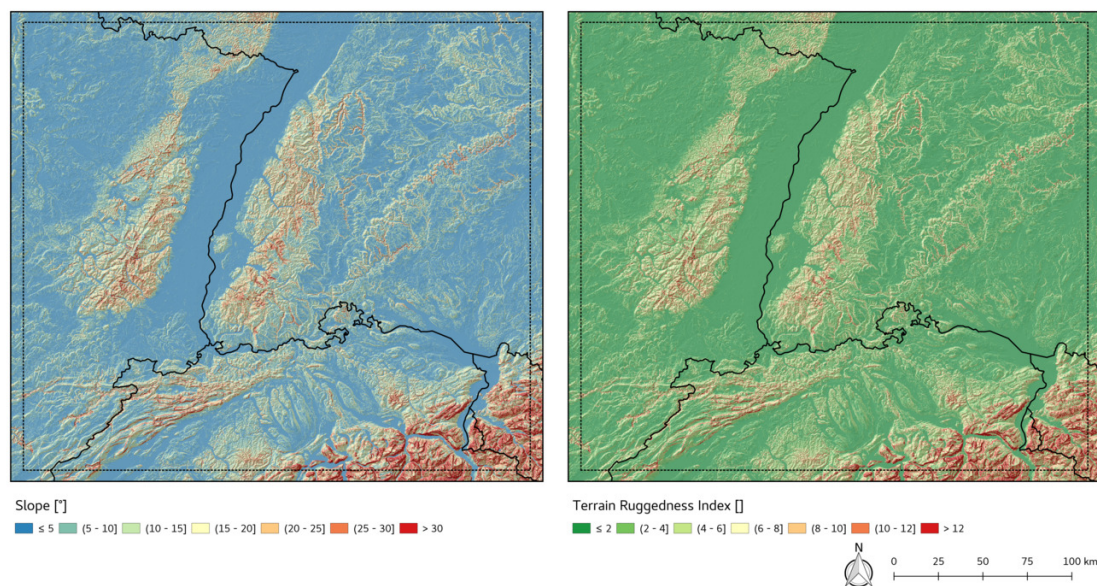 Slope [°]
≤ 5 (5 - 10] (10 - 15] (15 - 20] (20 - 25] (25 - 30] > 30
Terrain Ruggedness Index []
≤ 2 (2 - 4] (4 - 6] (6 - 8] (8 - 10] (10 - 12] > 12
N
0 25 50 75 100 km